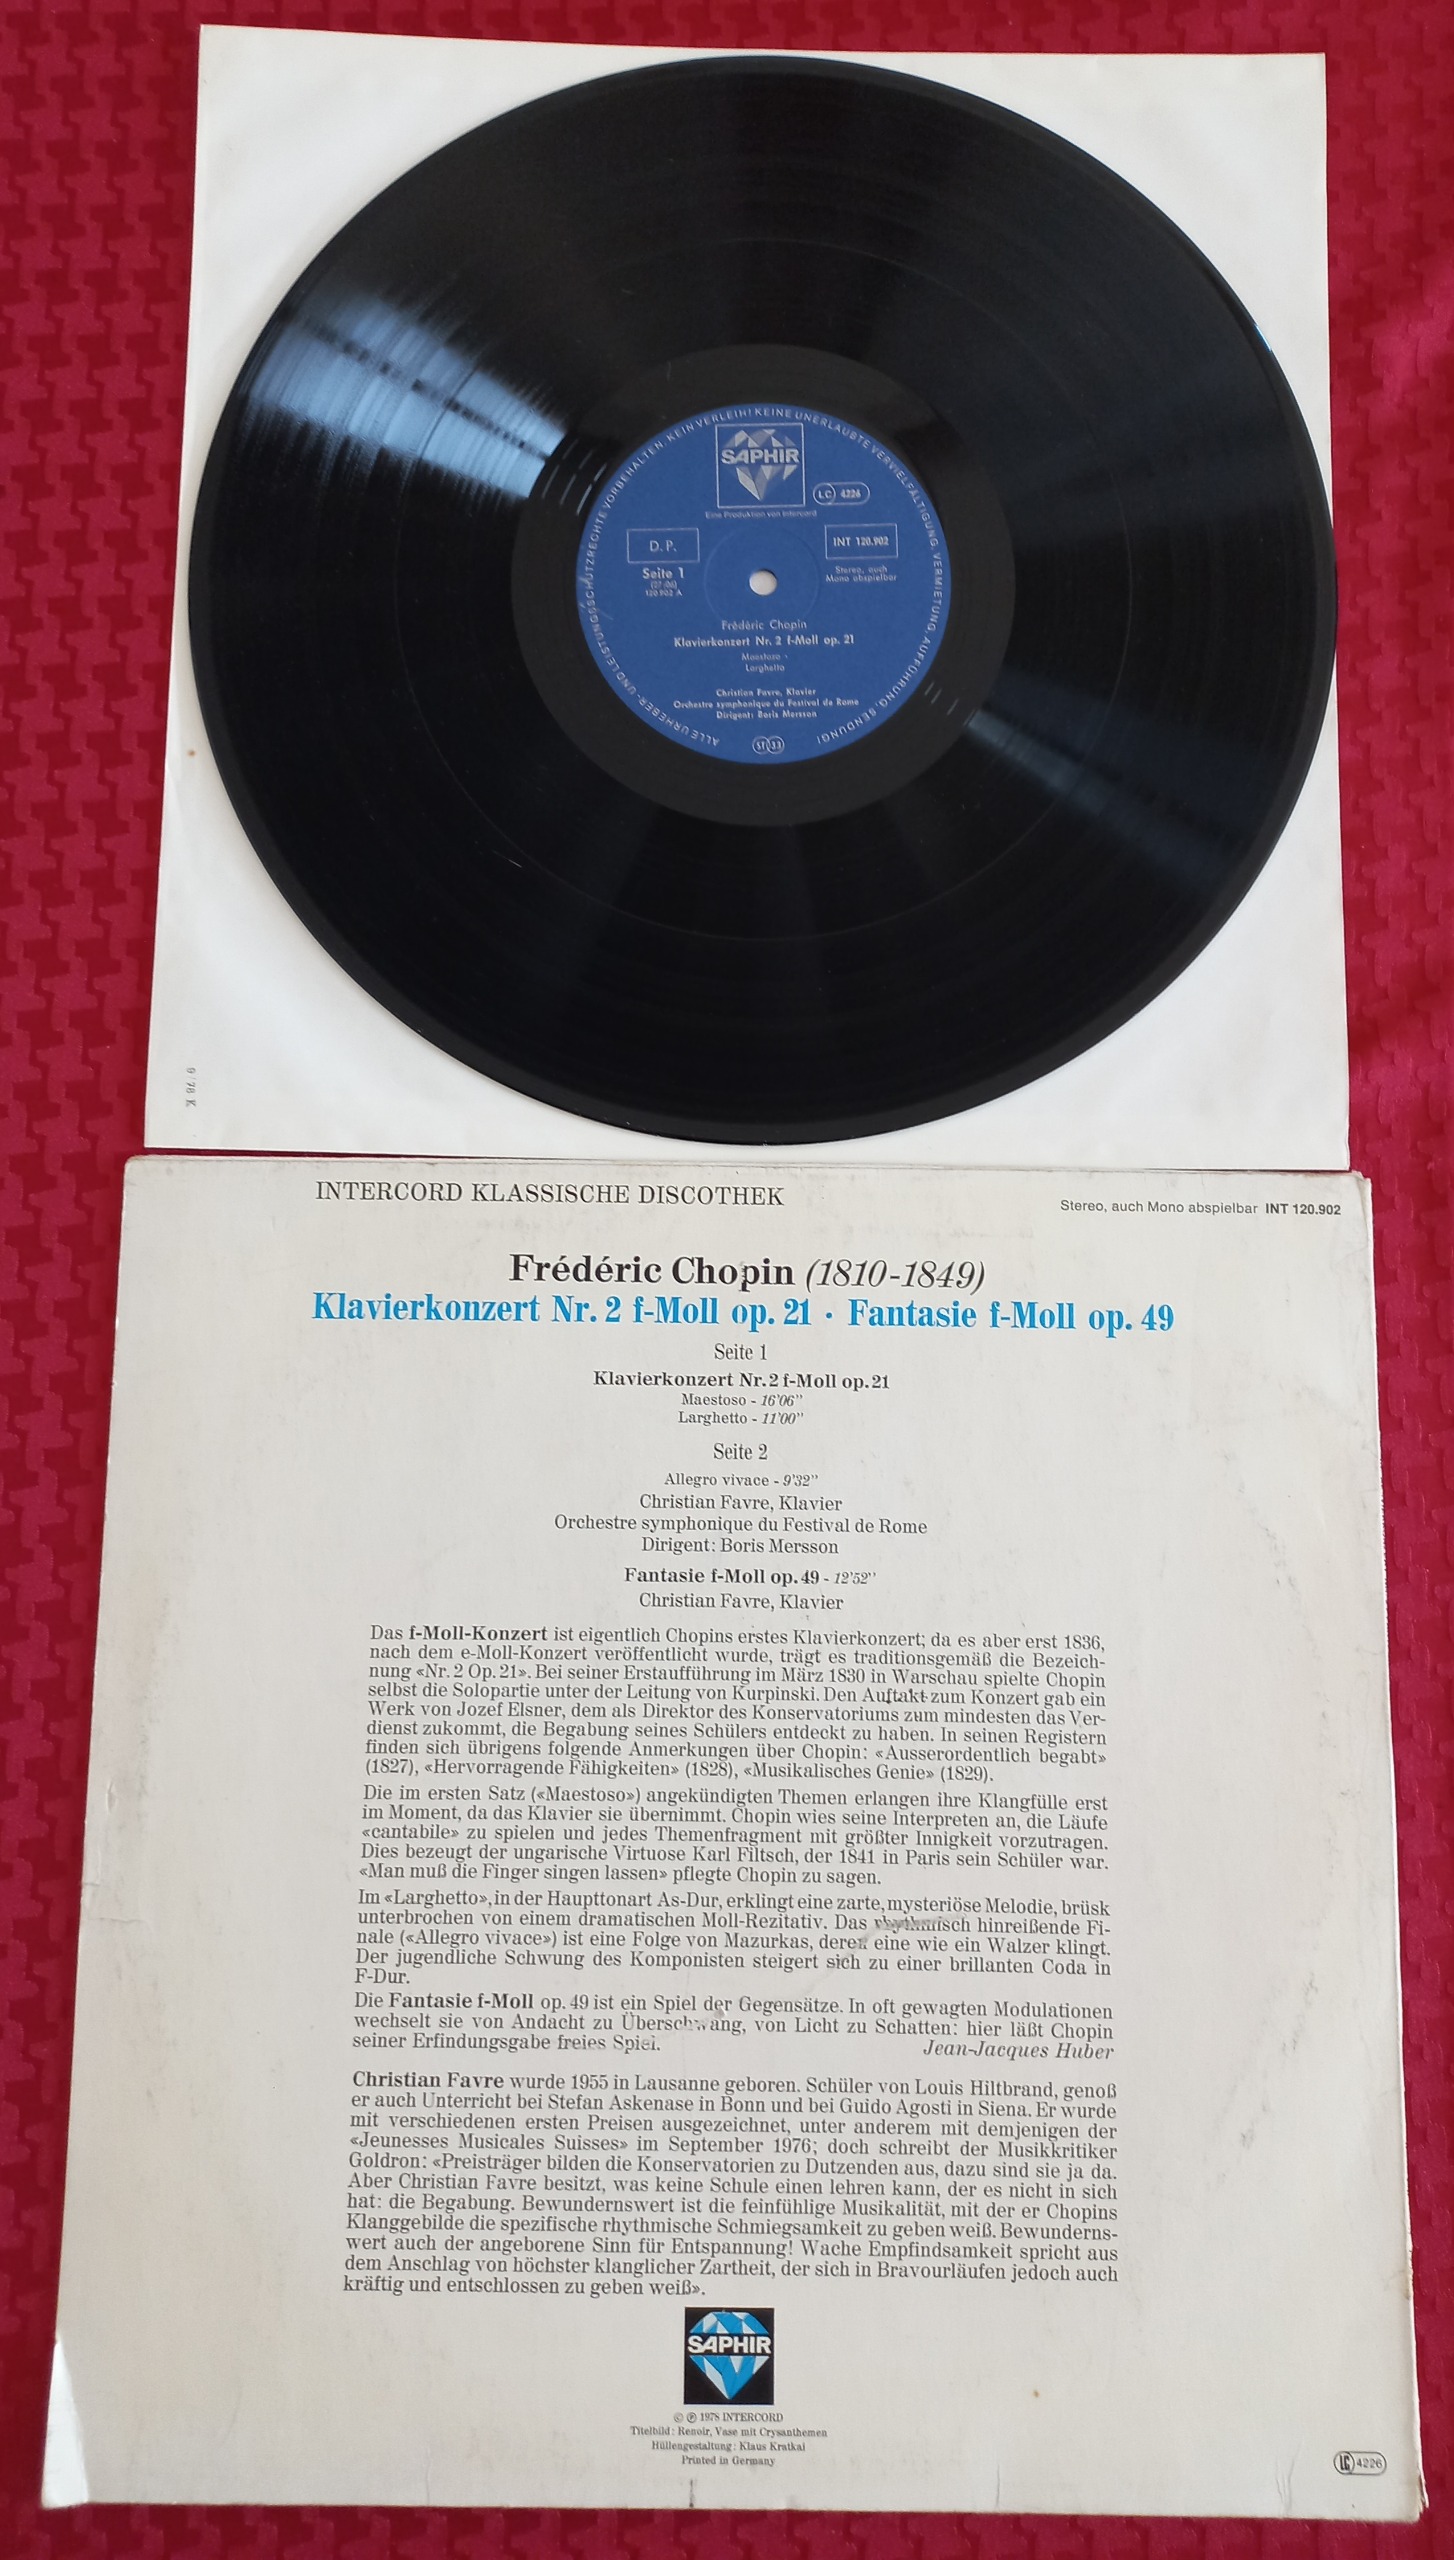 ALLE URHEBER- UND LEISTUNGSSCHUTZRECHTE VORBEHALTEN. KEIN VERLEIH! KEINE UNERLAUBTE VERVIELFÄLTIGUNG, VERMIETUNG, AUFFÜHRUNG, SENDUNG!
SAPHIR
LC 4226
Eine Produktion von Intercord
D.P.
INT 120.902
Seite 1
(27:06)
120 902 A
Stereo, auch
Mono abspielbar
Frédéric Chopin
Klavierkonzert Nr. 2 f-Moll op. 21
Maestoso -
Larghetto
Christian Favre, Klavier
Orchestre symphonique du Festival de Rome
Dirigent: Boris Mersson
ST 33
9/78 K
INTERCORD KLASSISCHE DISCOTHEK
Stereo, auch Mono abspielbar INT 120.902
Frédéric Chopin (1810-1849)
Klavierkonzert Nr. 2 f-Moll op. 21 · Fantasie f-Moll op. 49
Seite 1
Klavierkonzert Nr. 2 f-Moll op. 21
Maestoso - 16'06"
Larghetto - 11'00"
Seite 2
Allegro vivace - 9'32"
Christian Favre, Klavier
Orchestre symphonique du Festival de Rome
Dirigent: Boris Mersson
Fantasie f-Moll op. 49 - 12'52"
Christian Favre, Klavier
Das f-Moll-Konzert ist eigentlich Chopins erstes Klavierkonzert; da es aber erst 1836,
nach dem e-Moll-Konzert veröffentlicht wurde, trägt es traditionsgemäß die Bezeich-
nung «Nr. 2 Op. 21». Bei seiner Erstaufführung im März 1830 in Warschau spielte Chopin
selbst die Solopartie unter der Leitung von Kurpinski. Den Auftakt zum Konzert gab ein
Werk von Jozef Elsner, dem als Direktor des Konservatoriums zum mindesten das Ver-
dienst zukommt, die Begabung seines Schülers entdeckt zu haben. In seinen Registern
finden sich übrigens folgende Anmerkungen über Chopin: «Ausserordentlich begabt»
(1827), «Hervorragende Fähigkeiten» (1828), «Musikalisches Genie» (1829).
Die im ersten Satz («Maestoso») angekündigten Themen erlangen ihre Klangfülle erst
im Moment, da das Klavier sie übernimmt. Chopin wies seine Interpreten an, die Läufe
«cantabile» zu spielen und jedes Themenfragment mit größter Innigkeit vorzutragen.
Dies bezeugt der ungarische Virtuose Karl Filtsch, der 1841 in Paris sein Schüler war.
«Man muß die Finger singen lassen» pflegte Chopin zu sagen.
Im «Larghetto», in der Haupttonart As-Dur, erklingt eine zarte, mysteriöse Melodie, brüsk
unterbrochen von einem dramatischen Moll-Rezitativ. Das rhythmisch hinreißende Fi-
nale («Allegro vivace») ist eine Folge von Mazurkas, deren eine wie ein Walzer klingt.
Der jugendliche Schwung des Komponisten steigert sich zu einer brillanten Coda in
F-Dur.
Die Fantasie f-Moll op. 49 ist ein Spiel der Gegensätze. In oft gewagten Modulationen
wechselt sie von Andacht zu Überschwang, von Licht zu Schatten: hier läßt Chopin
seiner Erfindungsgabe freies Spiel. Jean-Jacques Huber
Christian Favre wurde 1955 in Lausanne geboren. Schüler von Louis Hiltbrand, genoß
er auch Unterricht bei Stefan Askenase in Bonn und bei Guido Agosti in Siena. Er wurde
mit verschiedenen ersten Preisen ausgezeichnet, unter anderem mit demjenigen der
«Jeunesses Musicales Suisses» im September 1976; doch schreibt der Musikkritiker
Goldron: «Preisträger bilden die Konservatorien zu Dutzenden aus, dazu sind sie ja da.
Aber Christian Favre besitzt, was keine Schule einen lehren kann, der es nicht in sich
hat: die Begabung. Bewundernswert ist die feinfühlige Musikalität, mit der er Chopins
Klanggebilde die spezifische rhythmische Schmiegsamkeit zu geben weiß. Bewunderns-
wert auch der angeborene Sinn für Entspannung! Wache Empfindsamkeit spricht aus
dem Anschlag von höchster klanglicher Zartheit, der sich in Bravourläufen jedoch auch
kräftig und entschlossen zu geben weiß».
SAPHIR
© ℗ 1978 INTERCORD
Titelbild: Renoir, Vase mit Crysanthemen
Hüllengestaltung: Klaus Kratkai
Printed in Germany
LC 4226